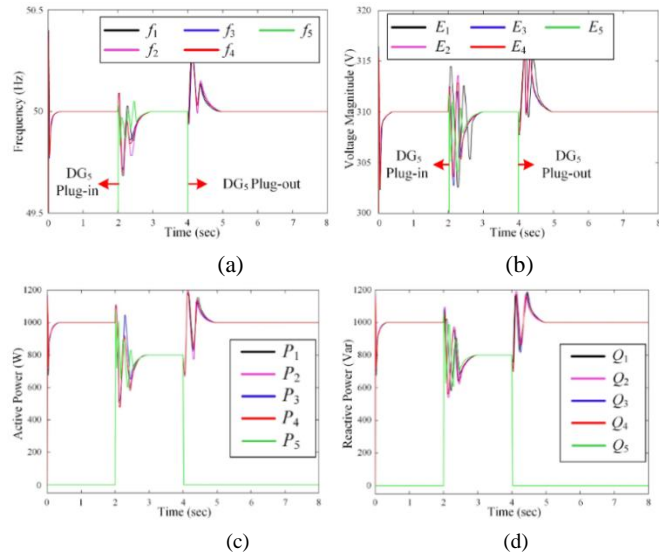 f₁ f₃ f₅
f₂ f₄
Frequency (Hz)
50
49.5
DG₅
Plug-in
DG₅ Plug-out
0 1 2 3 4 5 6 7 8
Time (sec)
(a)
E₁ E₃ E₅
E₂ E₄
Voltage Magnitude (V)
310
305
300
DG₅
Plug-in
DG₅
Plug-out
0 1 2 3 4 5 6 7 8
Time (sec)
(b)
Active Power (W)
1200
1000
800
600
400
200
0
P₁
P₂
P₃
P₄
P₅
0 1 2 3 4 5 6 7 8
Time (sec)
(c)
Reactive Power (Var)
1200
1000
800
600
400
200
0
Q₁
Q₂
Q₃
Q₄
Q₅
0 1 2 3 4 5 6 7 8
Time (sec)
(d)